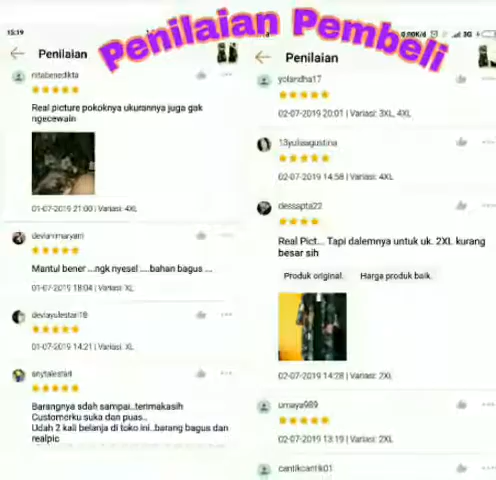 Penilaian Pembeli
15:19
Penilaian
ritabenedikta
Real picture pokoknya ukurannya juga gak
ngecewain
01-07-2019 21:00 | Variasi: 4XL
devianmaryam
Mantul bener ...ngk nyesel ....bahan bagus ...
01-07-2019 18:04 | Variasi: XL
deviayulestari18
01-07-2019 14:21 | Variasi: XL
enytalestari
Barangnya sdah sampai..terimakasih
Customerku suka dan puas..
Udah 2 kali belanja di toko ini..barang bagus dan
realpic
3G
Penilaian
yolandha17
02-07-2019 20:01 | Variasi: 3XL, 4XL
13yuliaagustina
02-07-2019 14:58 | Variasi: 4XL
dessapta22
Real Pict... Tapi dalemnya untuk uk. 2XL kurang
besar sih
Produk original.
Harga produk baik.
02-07-2019 14:28 | Variasi: 2XL
umaya989
02-07-2019 13:19 | Variasi: 2XL
cantikcantik01